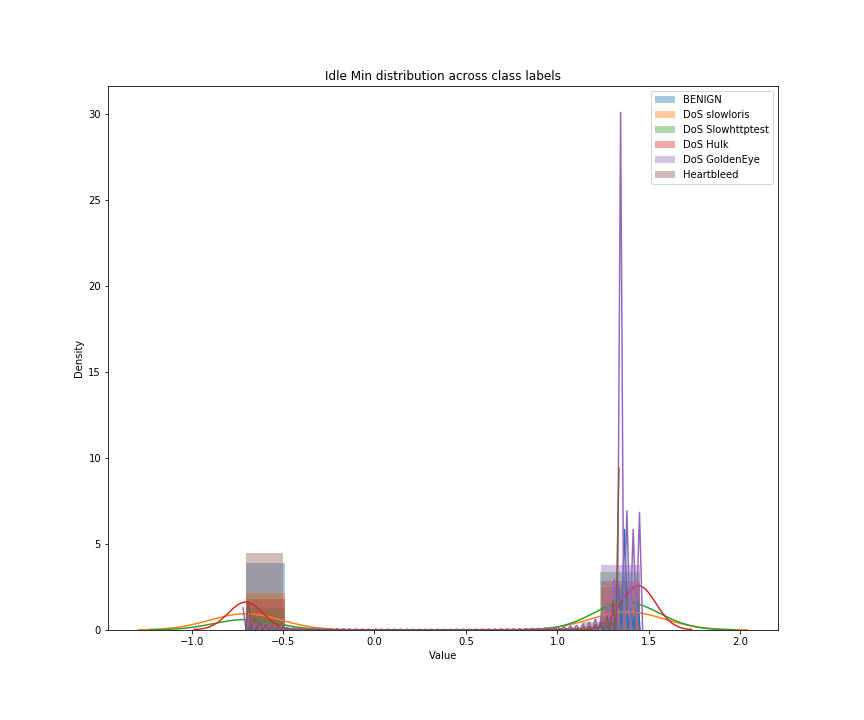 Idle Min distribution across class labels
BENIGN
DoS slowloris
DoS Slowhttptest
DoS Hulk
DoS GoldenEye
Heartbleed
30
25
20
15
10
5
0
Density
−1.0 −0.5 0.0 0.5 1.0 1.5 2.0
Value